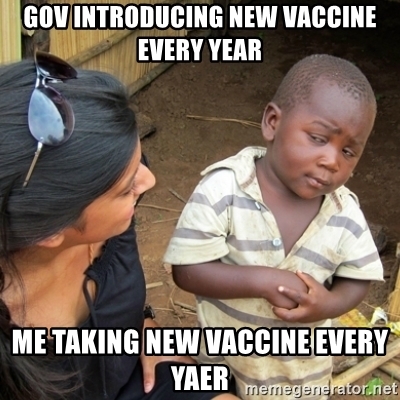 GOV INTRODUCING NEW VACCINE
EVERY YEAR
ME TAKING NEW VACCINE EVERY
YAER
memegenerator.net